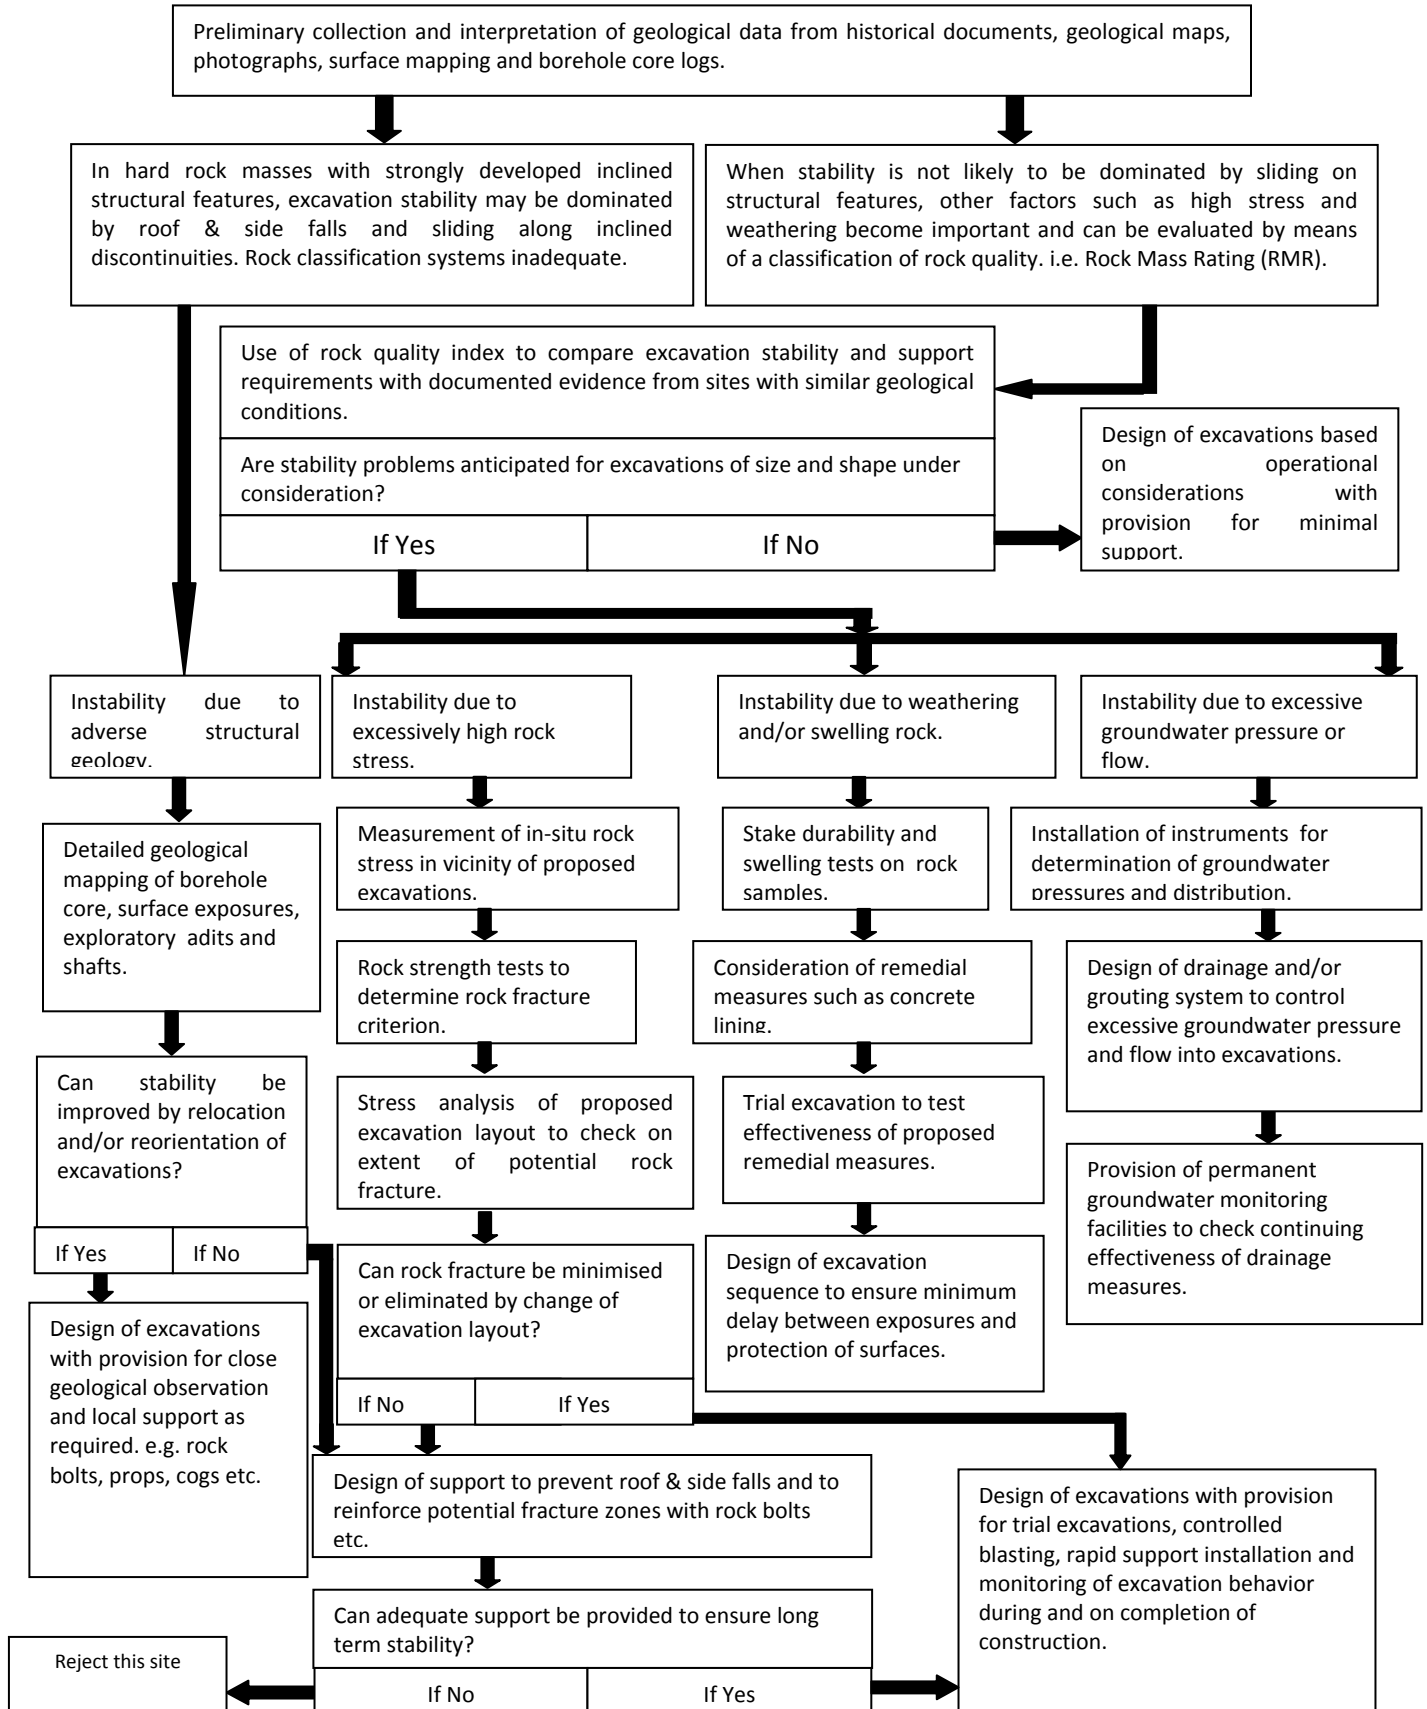 Preliminary collection and interpretation of geological data from historical documents, geological maps,
photographs, surface mapping and borehole core logs.
In hard rock masses with strongly developed inclined
structural features, excavation stability may be dominated
by roof & side falls and sliding along inclined
discontinuities. Rock classification systems inadequate.
When stability is not likely to be dominated by sliding on
structural features, other factors such as high stress and
weathering become important and can be evaluated by means
of a classification of rock quality. i.e. Rock Mass Rating (RMR).
Use of rock quality index to compare excavation stability and support
requirements with documented evidence from sites with similar geological
conditions.
Are stability problems anticipated for excavations of size and shape under
consideration?
If Yes
If No
Design of excavations based
on operational
considerations with
provision for minimal
support.
Instability due to
adverse structural
geology.
Instability due to
excessively high rock
stress.
Instability due to weathering
and/or swelling rock.
Instability due to excessive
groundwater pressure or
flow.
Detailed geological
mapping of borehole
core, surface exposures,
exploratory adits and
shafts.
Measurement of in-situ rock
stress in vicinity of proposed
excavations.
Stake durability and
swelling tests on rock
samples.
Installation of instruments for
determination of groundwater
pressures and distribution.
Rock strength tests to
determine rock fracture
criterion.
Consideration of remedial
measures such as concrete
lining.
Design of drainage and/or
grouting system to control
excessive groundwater pressure
and flow into excavations.
Can stability be
improved by relocation
and/or reorientation of
excavations?
If Yes
If No
Stress analysis of proposed
excavation layout to check on
extent of potential rock
fracture.
Trial excavation to test
effectiveness of proposed
remedial measures.
Provision of permanent
groundwater monitoring
facilities to check continuing
effectiveness of drainage
measures.
Can rock fracture be minimised
or eliminated by change of
excavation layout?
If No
If Yes
Design of excavation
sequence to ensure minimum
delay between exposures and
protection of surfaces.
Design of excavations
with provision for close
geological observation
and local support as
required. e.g. rock
bolts, props, cogs etc.
Design of support to prevent roof & side falls and to
reinforce potential fracture zones with rock bolts
etc.
Design of excavations with provision
for trial excavations, controlled
blasting, rapid support installation and
monitoring of excavation behavior
during and on completion of
construction.
Can adequate support be provided to ensure long
term stability?
If No
If Yes
Reject this site